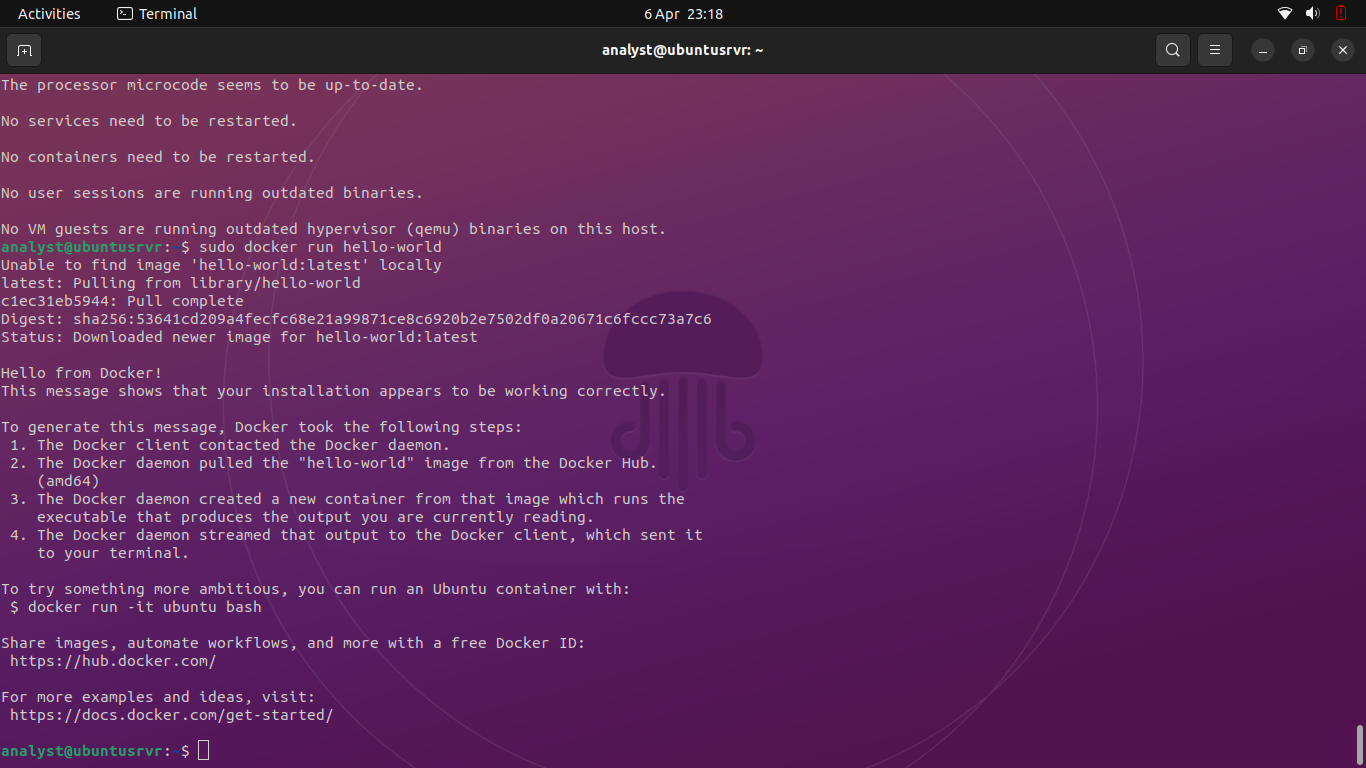 Activities Terminal 6 Apr 23:18
analyst@ubuntusrvr: ~
The processor microcode seems to be up-to-date.
No services need to be restarted.
No containers need to be restarted.
No user sessions are running outdated binaries.
No VM guests are running outdated hypervisor (qemu) binaries on this host.
analyst@ubuntusrvr:~$ sudo docker run hello-world
Unable to find image 'hello-world:latest' locally
latest: Pulling from library/hello-world
c1ec31eb5944: Pull complete
Digest: sha256:53641cd209a4fecfc68e21a99871ce8c6920b2e7502df0a20671c6fccc73a7c6
Status: Downloaded newer image for hello-world:latest
Hello from Docker!
This message shows that your installation appears to be working correctly.
To generate this message, Docker took the following steps:
1. The Docker client contacted the Docker daemon.
2. The Docker daemon pulled the "hello-world" image from the Docker Hub.
(amd64)
3. The Docker daemon created a new container from that image which runs the
executable that produces the output you are currently reading.
4. The Docker daemon streamed that output to the Docker client, which sent it
to your terminal.
To try something more ambitious, you can run an Ubuntu container with:
$ docker run -it ubuntu bash
Share images, automate workflows, and more with a free Docker ID:
https://hub.docker.com/
For more examples and ideas, visit:
https://docs.docker.com/get-started/
analyst@ubuntusrvr:~$